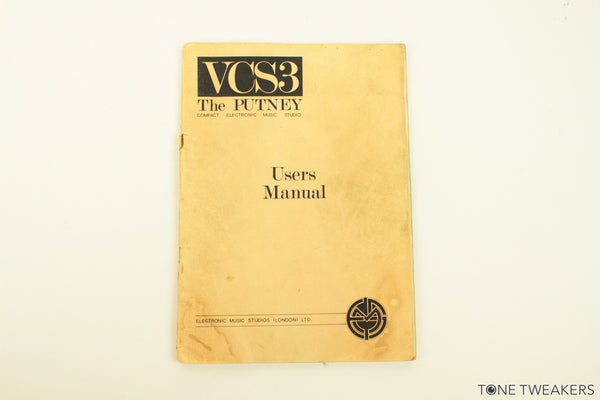 VCS3
The PUTNEY
COMPACT ELECTRONIC MUSIC STUDIO
Users
Manual
ELECTRONIC MUSIC STUDIOS (LONDON) LTD.
TONE TWEAKERS